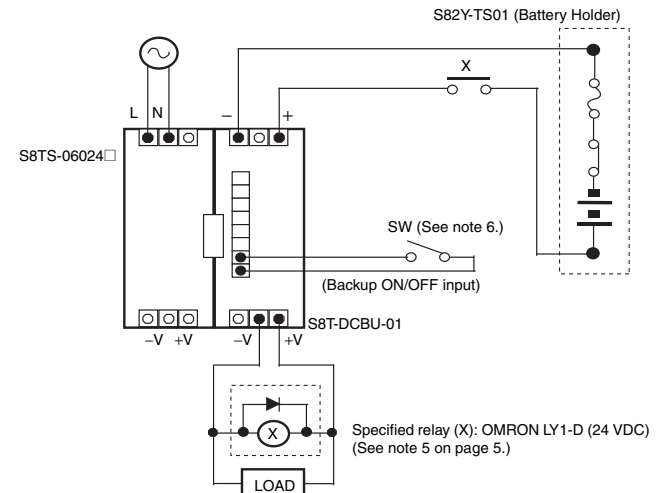 S82Y-TS01 (Battery Holder)
X
L N
− +
S8TS-06024□
SW (See note 6.)
(Backup ON/OFF input)
S8T-DCBU-01
−V +V
−V +V
X
Specified relay (X): OMRON LY1-D (24 VDC)
(See note 5 on page 5.)
LOAD